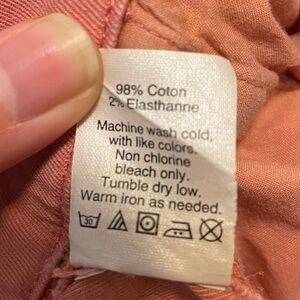 98% Coton
2% Elasthanne
Machine wash cold,
with like colors.
Non chlorine
bleach only.
Tumble dry low.
Warm iron as needed.
30